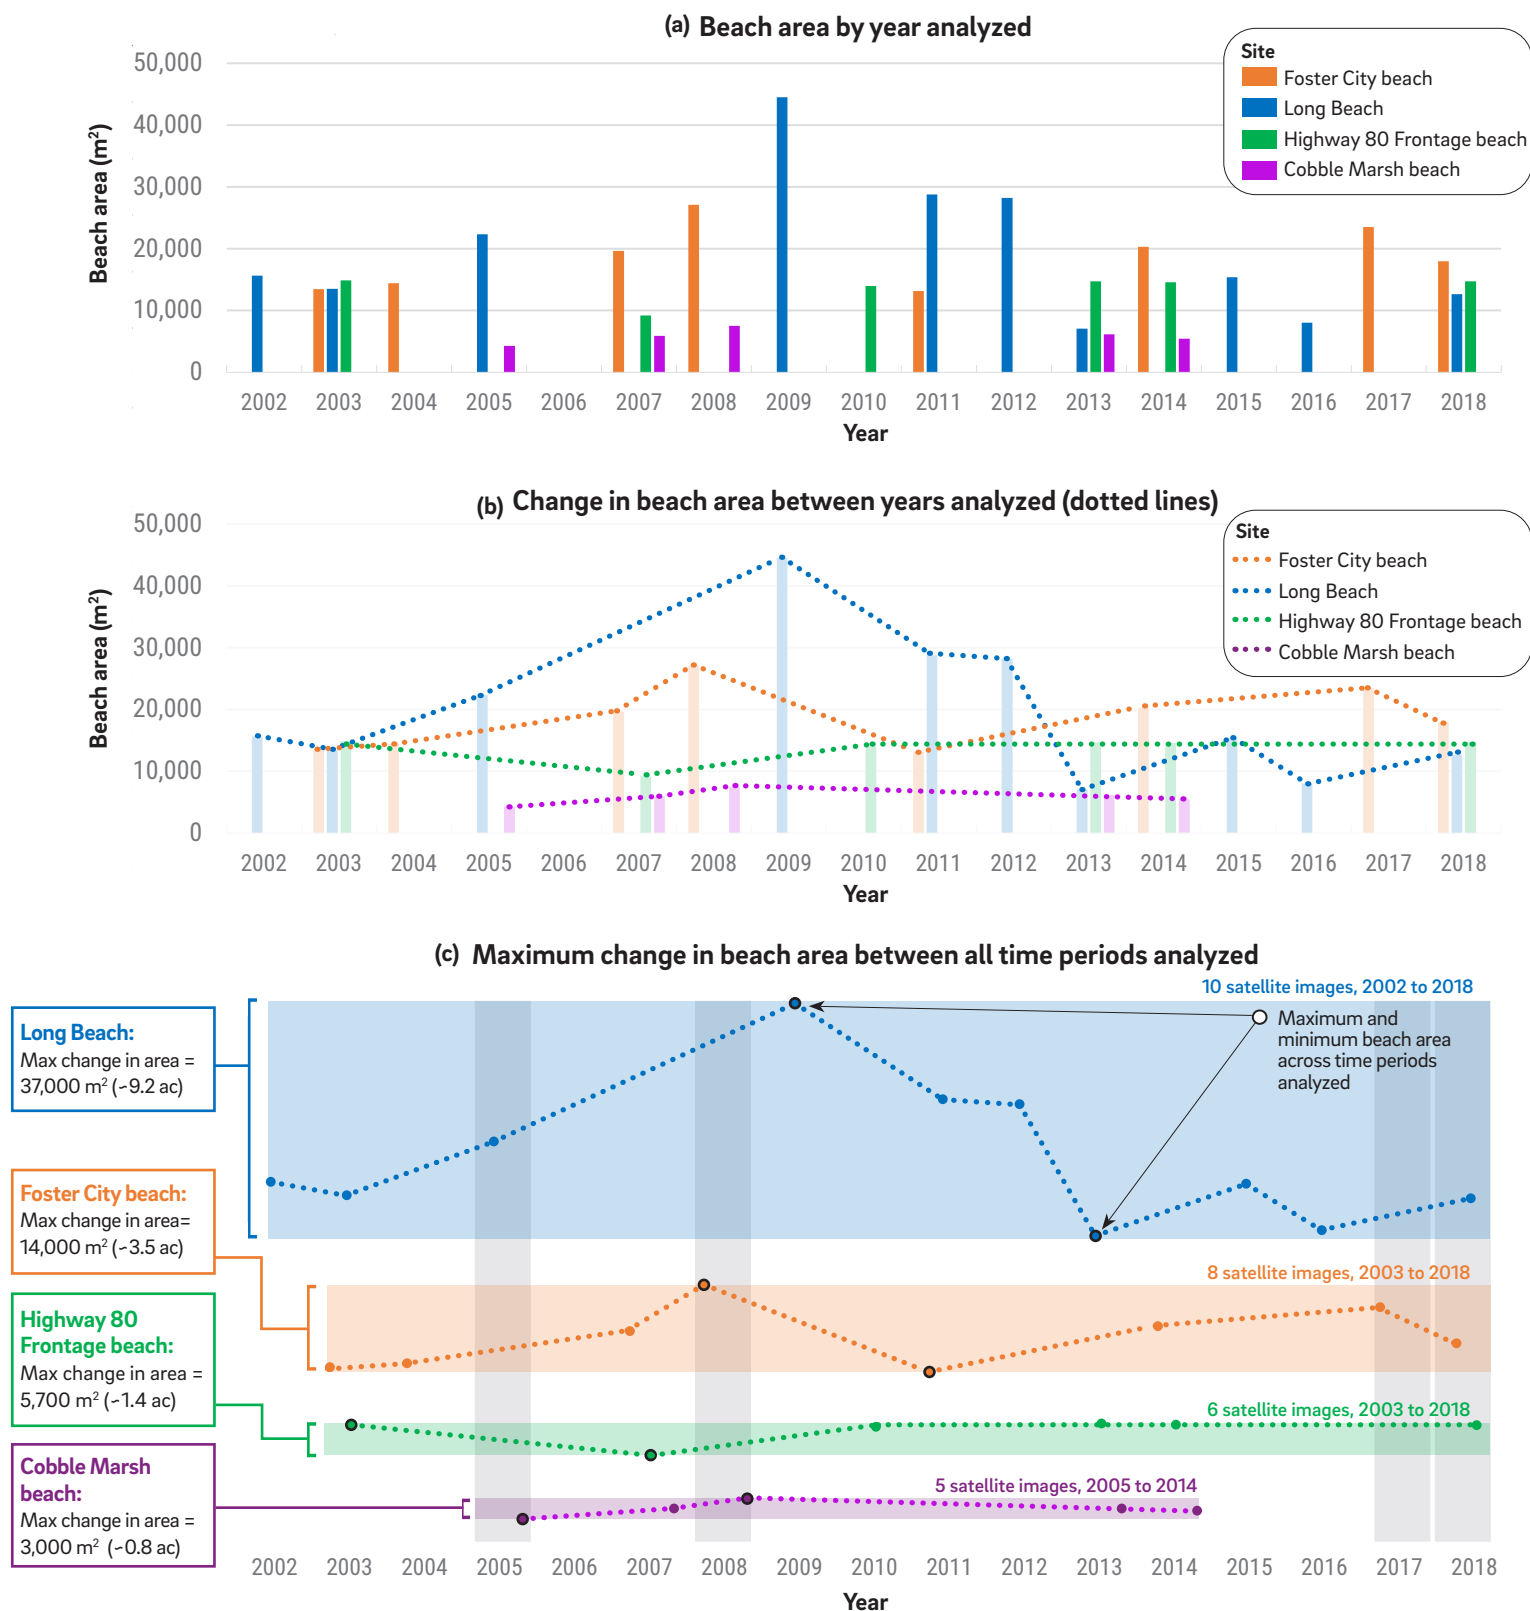 (a) Beach area by year analyzed
Site
Foster City beach
Long Beach
Highway 80 Frontage beach
Cobble Marsh beach
Beach area (m²)
50,000
40,000
30,000
20,000
10,000
0
2002 2003 2004 2005 2006 2007 2008 2009 2010 2011 2012 2013 2014 2015 2016 2017 2018
Year
(b) Change in beach area between years analyzed (dotted lines)
Site
Foster City beach
Long Beach
Highway 80 Frontage beach
Cobble Marsh beach
Beach area (m²)
50,000
40,000
30,000
20,000
10,000
0
2002 2003 2004 2005 2006 2007 2008 2009 2010 2011 2012 2013 2014 2015 2016 2017 2018
Year
(c) Maximum change in beach area between all time periods analyzed
10 satellite images, 2002 to 2018
Maximum and
minimum beach area
across time periods
analyzed
Long Beach:
Max change in area =
37,000 m² (~9.2 ac)
Foster City beach:
Max change in area=
14,000 m² (~3.5 ac)
8 satellite images, 2003 to 2018
Highway 80
Frontage beach:
Max change in area =
5,700 m² (~1.4 ac)
6 satellite images, 2003 to 2018
Cobble Marsh
beach:
Max change in area =
3,000 m² (~0.8 ac)
5 satellite images, 2005 to 2014
2002 2003 2004 2005 2006 2007 2008 2009 2010 2011 2012 2013 2014 2015 2016 2017 2018
Year